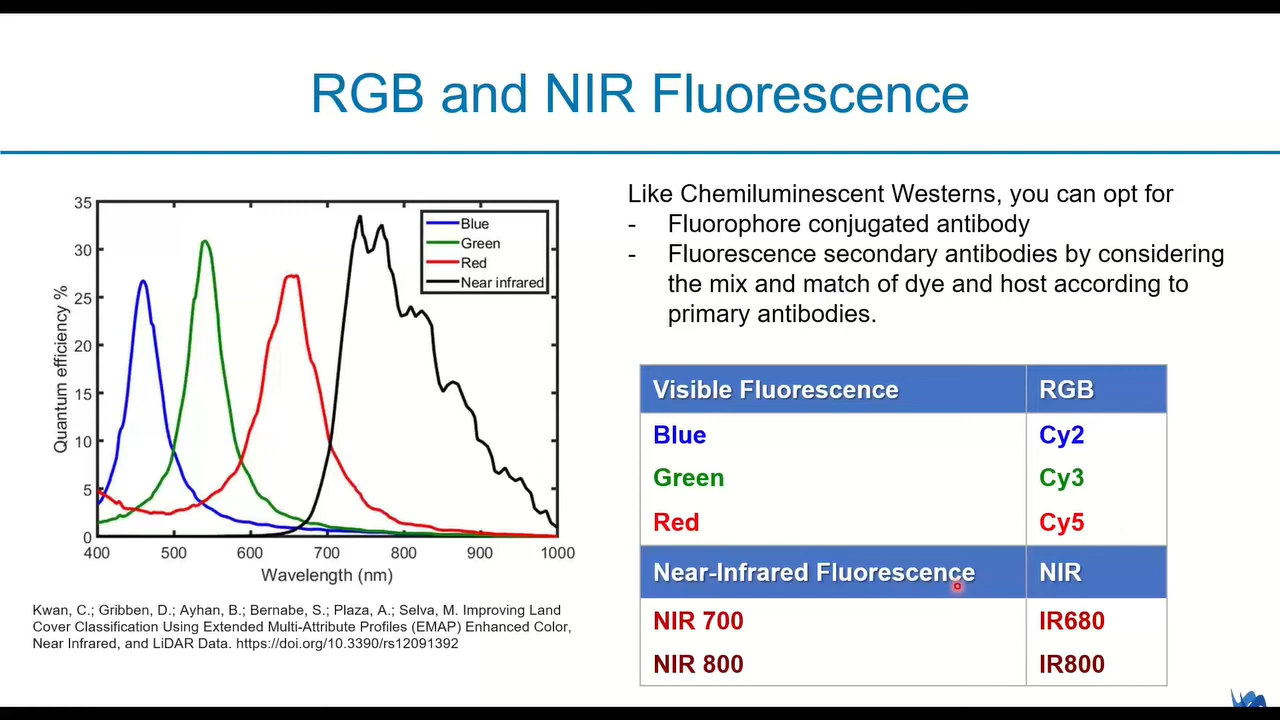 RGB and NIR Fluorescence
35
30
25
20
15
10
5
0
Quantum efficiency %
400 500 600 700 800 900 1000
Wavelength (nm)
Blue
Green
Red
Near infrared
Kwan, C.; Gribben, D.; Ayhan, B.; Bernabe, S.; Plaza, A.; Selva, M. Improving Land
Cover Classification Using Extended Multi-Attribute Profiles (EMAP) Enhanced Color,
Near Infrared, and LiDAR Data. https://doi.org/10.3390/rs12091392
Like Chemiluminescent Westerns, you can opt for
- Fluorophore conjugated antibody
- Fluorescence secondary antibodies by considering
the mix and match of dye and host according to
primary antibodies.
Visible Fluorescence RGB
Blue Cy2
Green Cy3
Red Cy5
Near-Infrared Fluorescence NIR
NIR 700 IR680
NIR 800 IR800